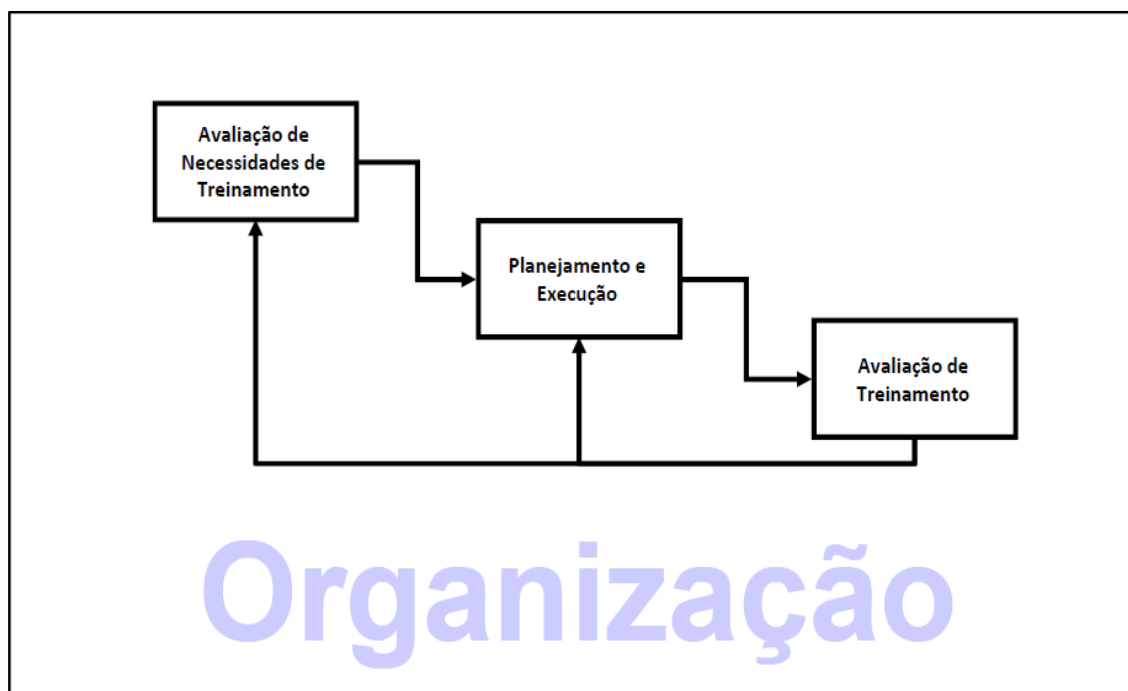 Avaliação de
Necessidades de
Treinamento
Planejamento e
Execução
Avaliação de
Treinamento
Organização